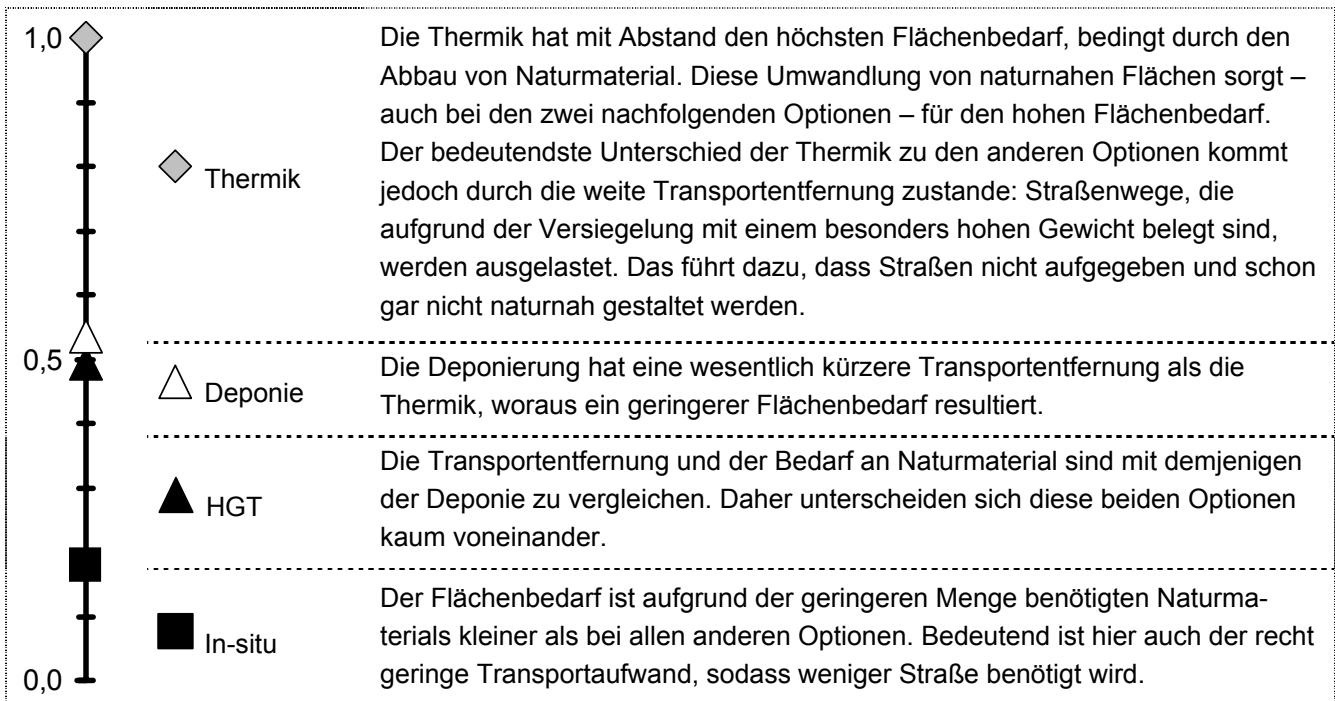 1,0
Die Thermik hat mit Abstand den höchsten Flächenbedarf, bedingt durch den
Abbau von Naturmaterial. Diese Umwandlung von naturnahen Flächen sorgt –
auch bei den zwei nachfolgenden Optionen – für den hohen Flächenbedarf.
Der bedeutendste Unterschied der Thermik zu den anderen Optionen kommt
Thermik
jedoch durch die weite Transportentfernung zustande: Straßenwege, die
aufgrund der Versiegelung mit einem besonders hohen Gewicht belegt sind,
werden ausgelastet. Das führt dazu, dass Straßen nicht aufgegeben und schon
gar nicht naturnah gestaltet werden.
0,5
Deponie
Die Deponierung hat eine wesentlich kürzere Transportentfernung als die
Thermik, woraus ein geringerer Flächenbedarf resultiert.
HGT
Die Transportentfernung und der Bedarf an Naturmaterial sind mit demjenigen
der Deponie zu vergleichen. Daher unterscheiden sich diese beiden Optionen
kaum voneinander.
In-situ
Der Flächenbedarf ist aufgrund der geringeren Menge benötigten Naturma-
terials kleiner als bei allen anderen Optionen. Bedeutend ist hier auch der recht
geringe Transportaufwand, sodass weniger Straße benötigt wird.
0,0